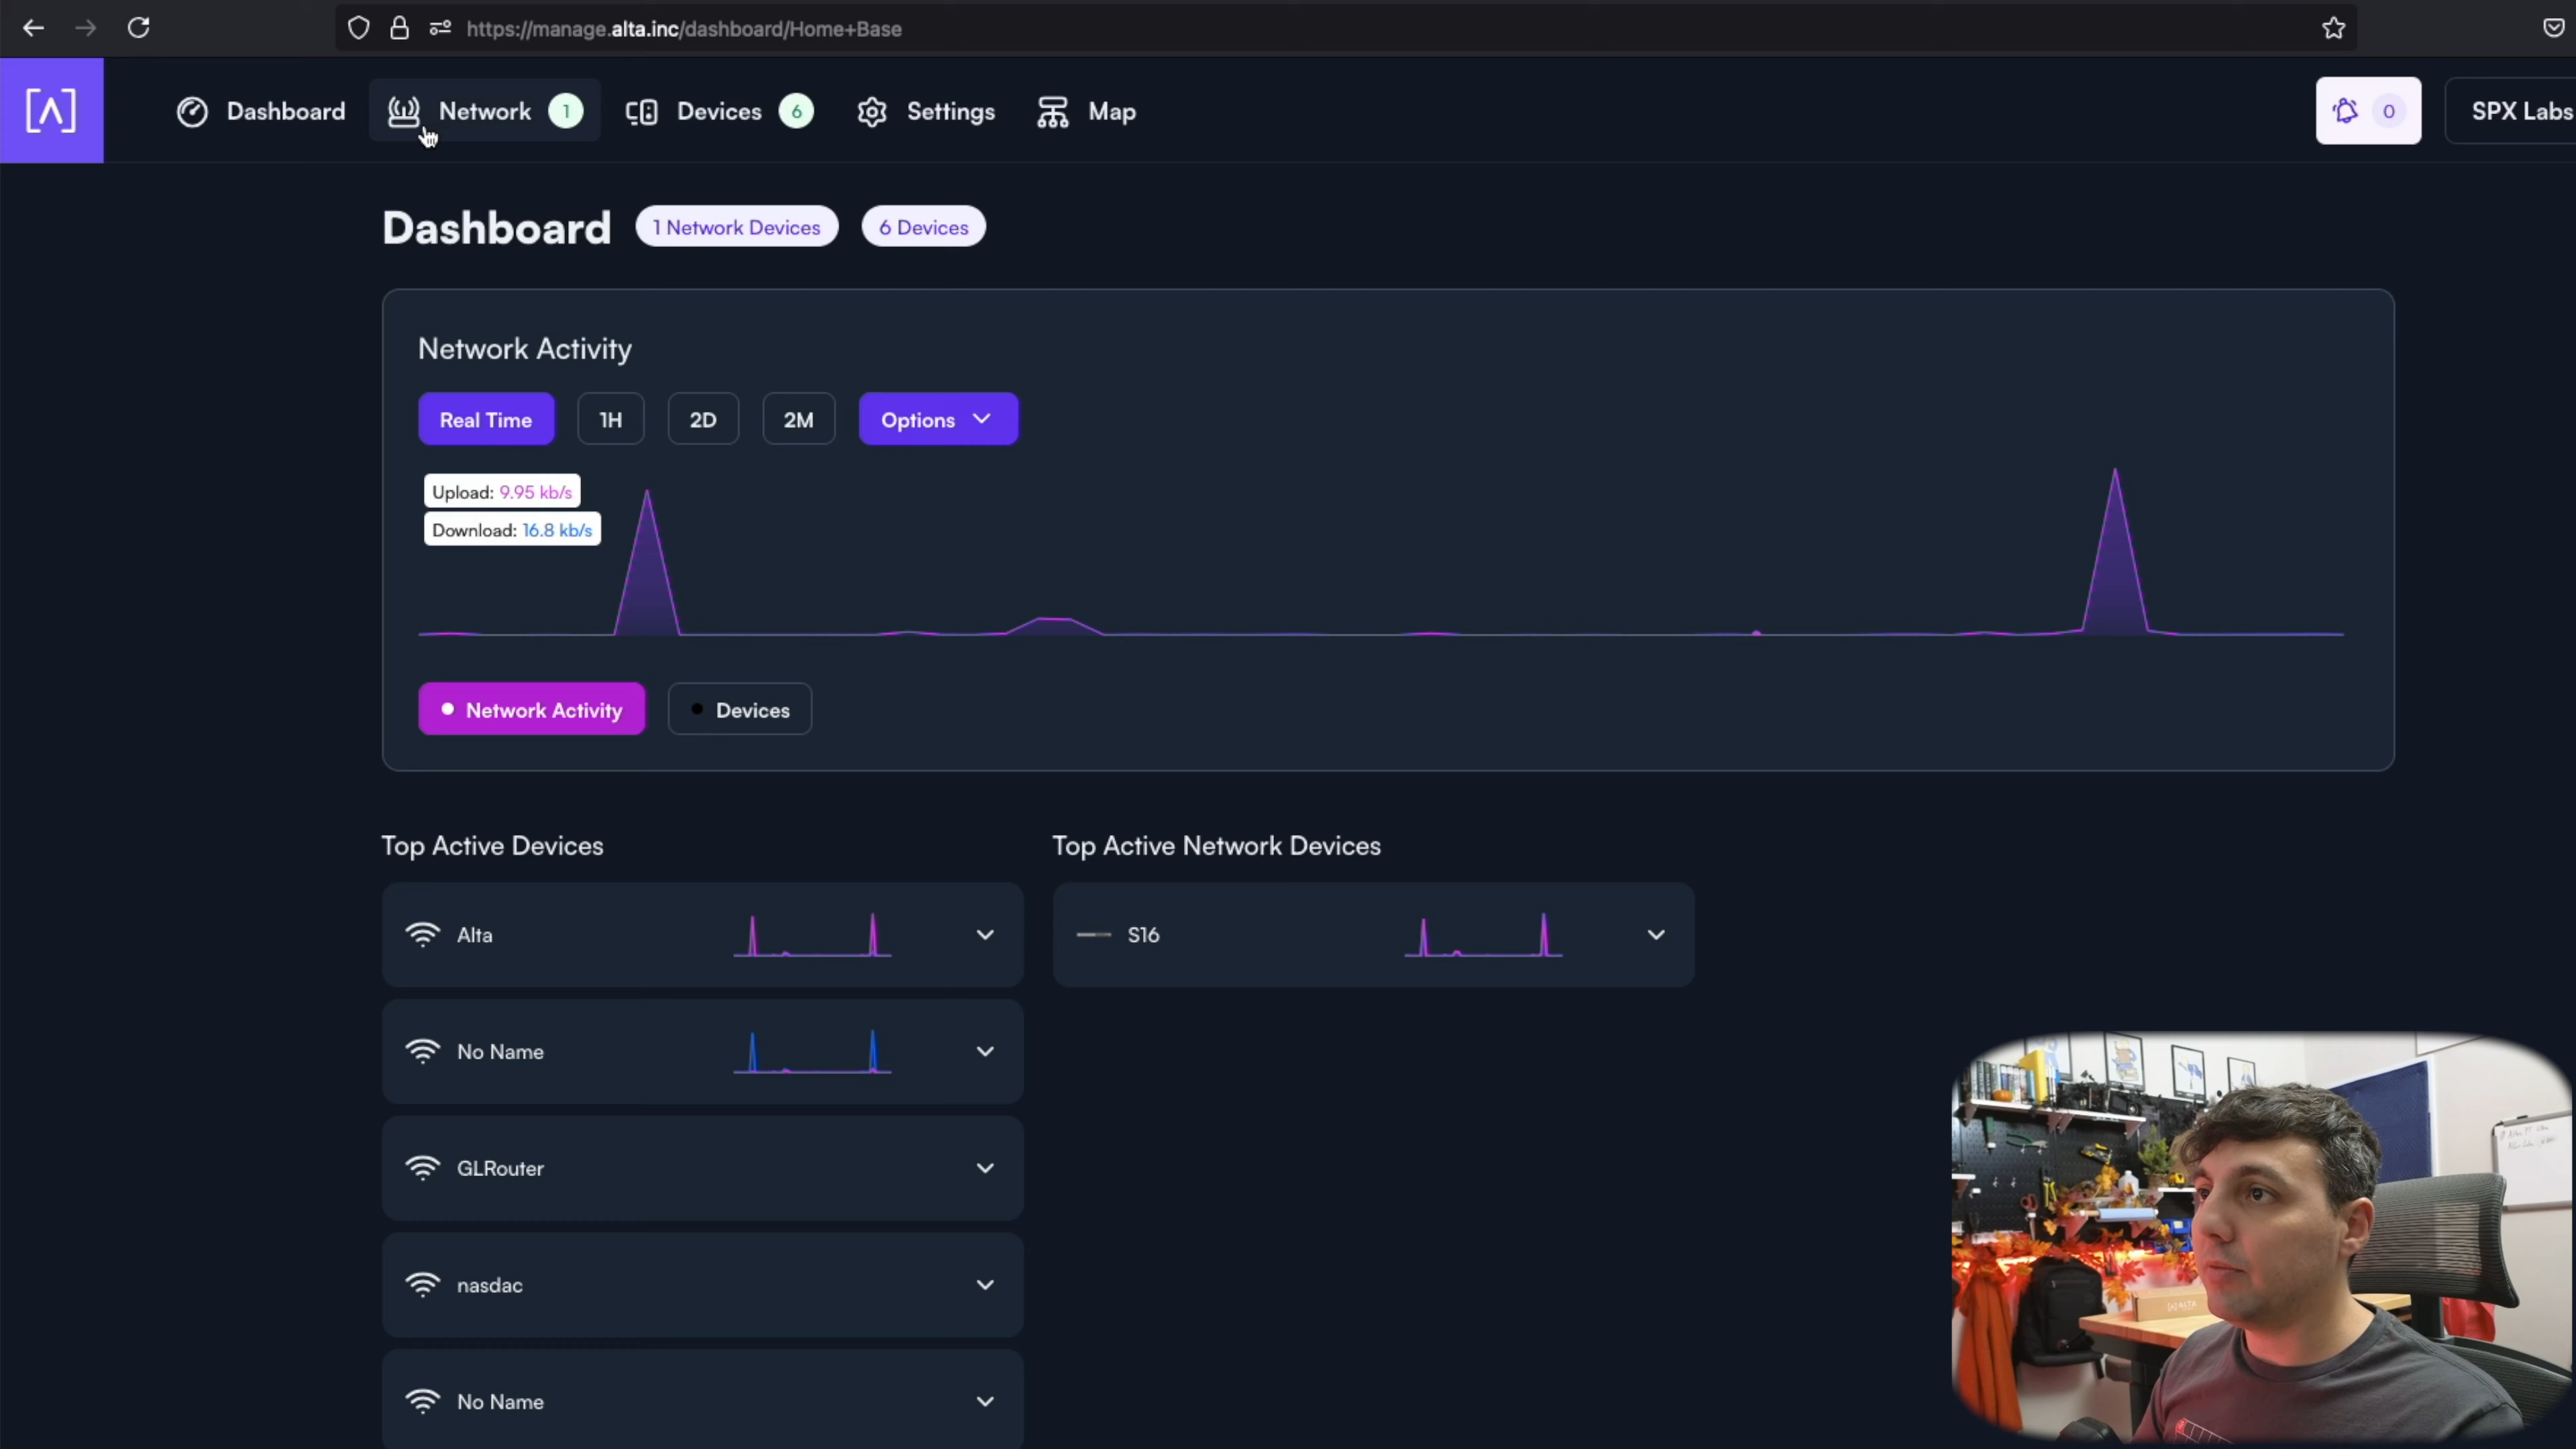 https://manage.alta.inc/dashboard/Home+Base
[Λ] Dashboard Network 1 Devices 6 Settings Map 0 SPX Labs
Dashboard 1 Network Devices 6 Devices
Network Activity
Real Time 1H 2D 2M Options
Upload: 9.95 kb/s
Download: 16.8 kb/s
Network Activity Devices
Top Active Devices
Alta
No Name
GLRouter
nasdac
No Name
Top Active Network Devices
S16
ALTA